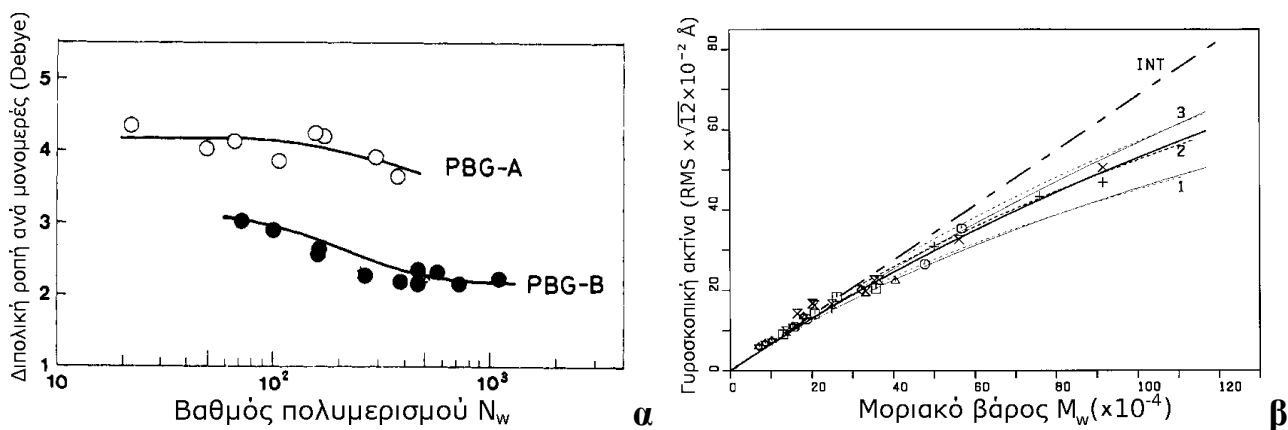 Διπολική ροπή ανά μονομερές (Debye)
5
4
3
2
1
PBG-A
PBG-B
10
10²
10³
Βαθμός πολυμερισμού N_w
α
Γυροσκοπική ακτίνα (RMS ×√12×10⁻² Å)
80
60
40
20
0
INT
3
2
1
0
20
40
60
80
100
120
Μοριακό βάρος M_w(×10⁻⁴)
β